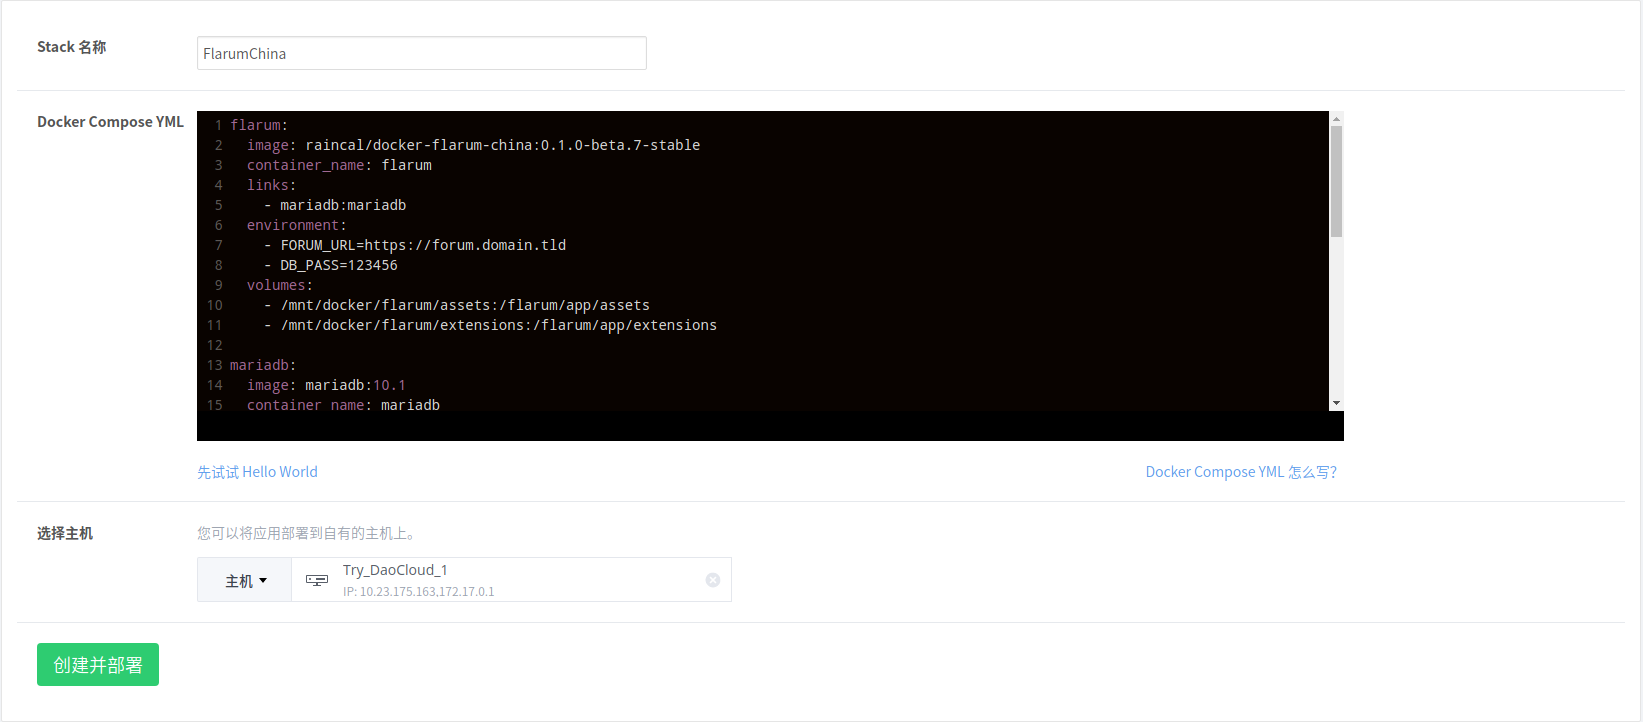 Stack 名称
FlarumChina
Docker Compose YML
1 flarum:
2   image: raincal/docker-flarum-china:0.1.0-beta.7-stable
3   container_name: flarum
4   links:
5     - mariadb:mariadb
6   environment:
7     - FORUM_URL=https://forum.domain.tld
8     - DB_PASS=123456
9   volumes:
10     - /mnt/docker/flarum/assets:/flarum/app/assets
11     - /mnt/docker/flarum/extensions:/flarum/app/extensions
12
13 mariadb:
14   image: mariadb:10.1
15   container name: mariadb
先试试 Hello World
Docker Compose YML 怎么写?
选择主机
您可以将应用部署到自有的主机上。
主机
Try_DaoCloud_1
IP: 10.23.175.163,172.17.0.1
创建并部署